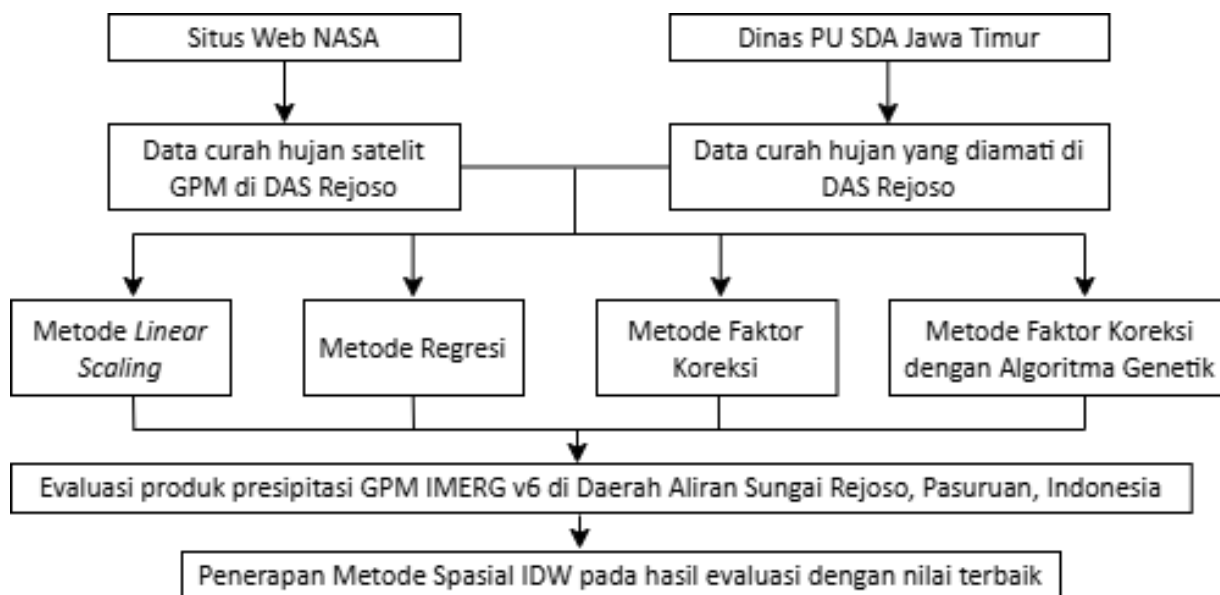 Situs Web NASA
Dinas PU SDA Jawa Timur
Data curah hujan satelit
GPM di DAS Rejoso
Data curah hujan yang diamati di
DAS Rejoso
Metode Linear
Scaling
Metode Regresi
Metode Faktor
Koreksi
Metode Faktor Koreksi
dengan Algoritma Genetik
Evaluasi produk presipitasi GPM IMERG v6 di Daerah Aliran Sungai Rejoso, Pasuruan, Indonesia
Penerapan Metode Spasial IDW pada hasil evaluasi dengan nilai terbaik